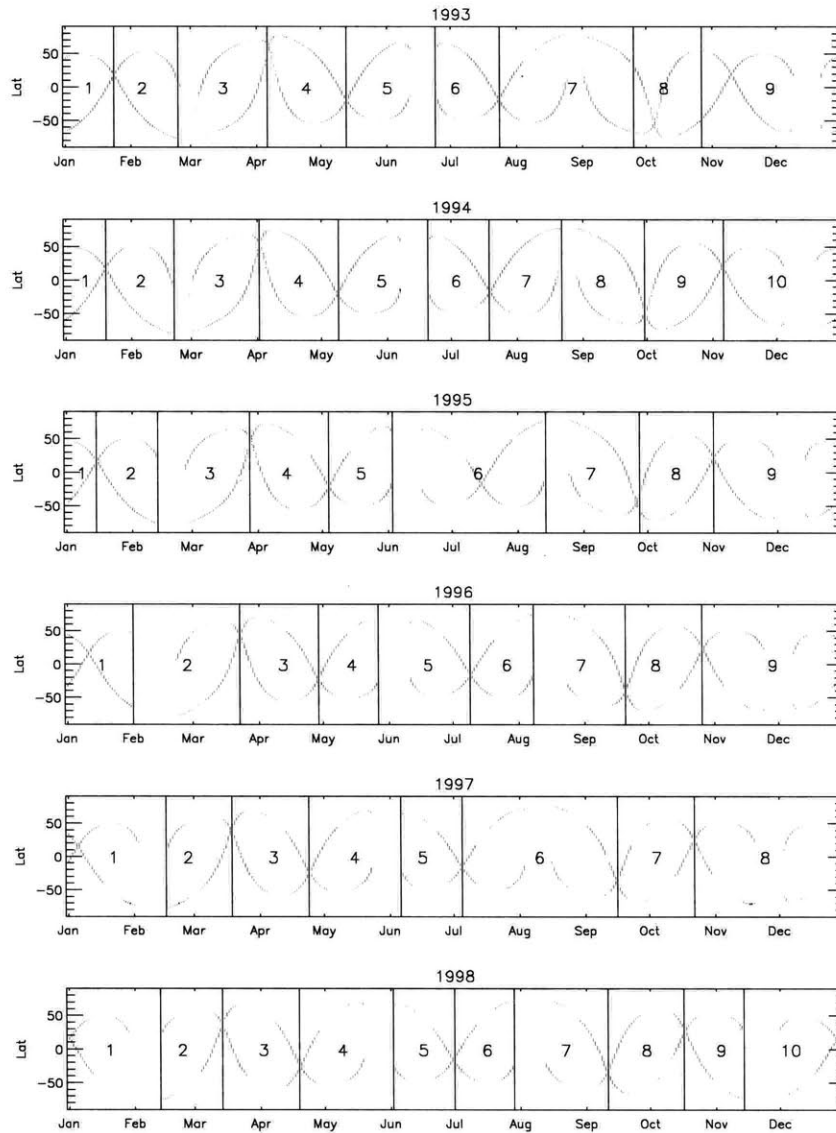 1993
50
0
-50
Lat
1 2 3 4 5 6 7 8 9
Jan Feb Mar Apr May Jun Jul Aug Sep Oct Nov Dec
1994
50
0
-50
Lat
1 2 3 4 5 6 7 8 9 10
Jan Feb Mar Apr May Jun Jul Aug Sep Oct Nov Dec
1995
50
0
-50
Lat
1 2 3 4 5 6 7 8 9
Jan Feb Mar Apr May Jun Jul Aug Sep Oct Nov Dec
1996
50
0
-50
Lat
1 2 3 4 5 6 7 8 9
Jan Feb Mar Apr May Jun Jul Aug Sep Oct Nov Dec
1997
50
0
-50
Lat
1 2 3 4 5 6 7 8
Jan Feb Mar Apr May Jun Jul Aug Sep Oct Nov Dec
1998
50
0
-50
Lat
1 2 3 4 5 6 7 8 9 10
Jan Feb Mar Apr May Jun Jul Aug Sep Oct Nov Dec